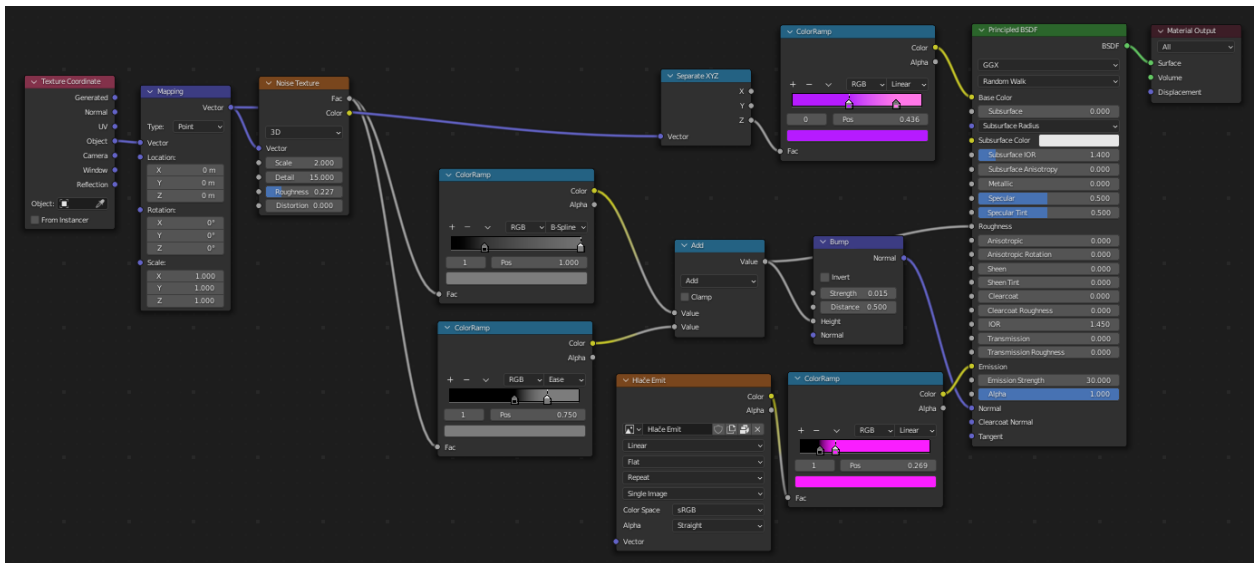 Texture Coordinate
Generated
Normal
UV
Object
Camera
Window
Reflection
Object:
From Instancer
Mapping
Vector
Type: Point
Vector
Location:
X 0 m
Y 0 m
Z 0 m
Rotation:
X 0°
Y 0°
Z 0°
Scale:
X 1.000
Y 1.000
Z 1.000
Noise Texture
Fac
Color
3D
Vector
Scale 2.000
Detail 15.000
Roughness 0.227
Distortion 0.000
ColorRamp
Color
Alpha
+ − RGB B-Spline
1 Pos 1.000
Fac
ColorRamp
Color
Alpha
+ − RGB Ease
1 Pos 0.750
Fac
Separate XYZ
X
Y
Z
Vector
Add
Value
Add
Clamp
Value
Value
Hlače Emit
Color
Alpha
Hlače Emit
Linear
Flat
Repeat
Single Image
Color Space sRGB
Alpha Straight
Vector
ColorRamp
Color
Alpha
+ − RGB Linear
0 Pos 0.436
Fac
Bump
Normal
Invert
Strength 0.015
Distance 0.500
Height
Normal
ColorRamp
Color
Alpha
+ − RGB Linear
1 Pos 0.269
Fac
Principled BSDF
BSDF
GGX
Random Walk
Base Color
Subsurface 0.000
Subsurface Radius
Subsurface Color
Subsurface IOR 1.400
Subsurface Anisotropy 0.000
Metallic 0.000
Specular 0.500
Specular Tint 0.500
Roughness
Anisotropic 0.000
Anisotropic Rotation 0.000
Sheen 0.000
Sheen Tint 0.000
Clearcoat 0.000
Clearcoat Roughness 0.000
IOR 1.450
Transmission 0.000
Transmission Roughness 0.000
Emission
Emission Strength 30.000
Alpha 1.000
Normal
Clearcoat Normal
Tangent
Material Output
All
Surface
Volume
Displacement